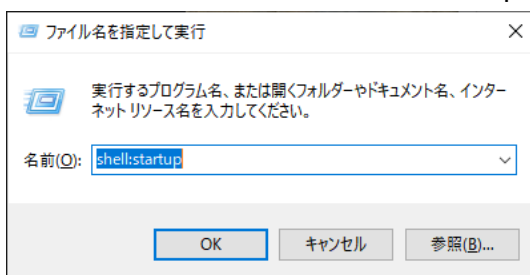 ファイル名を指定して実行
実行するプログラム名、または開くフォルダーやドキュメント名、インター
ネット リソース名を入力してください。
名前(O): shell:startup
OK キャンセル 参照(B)...